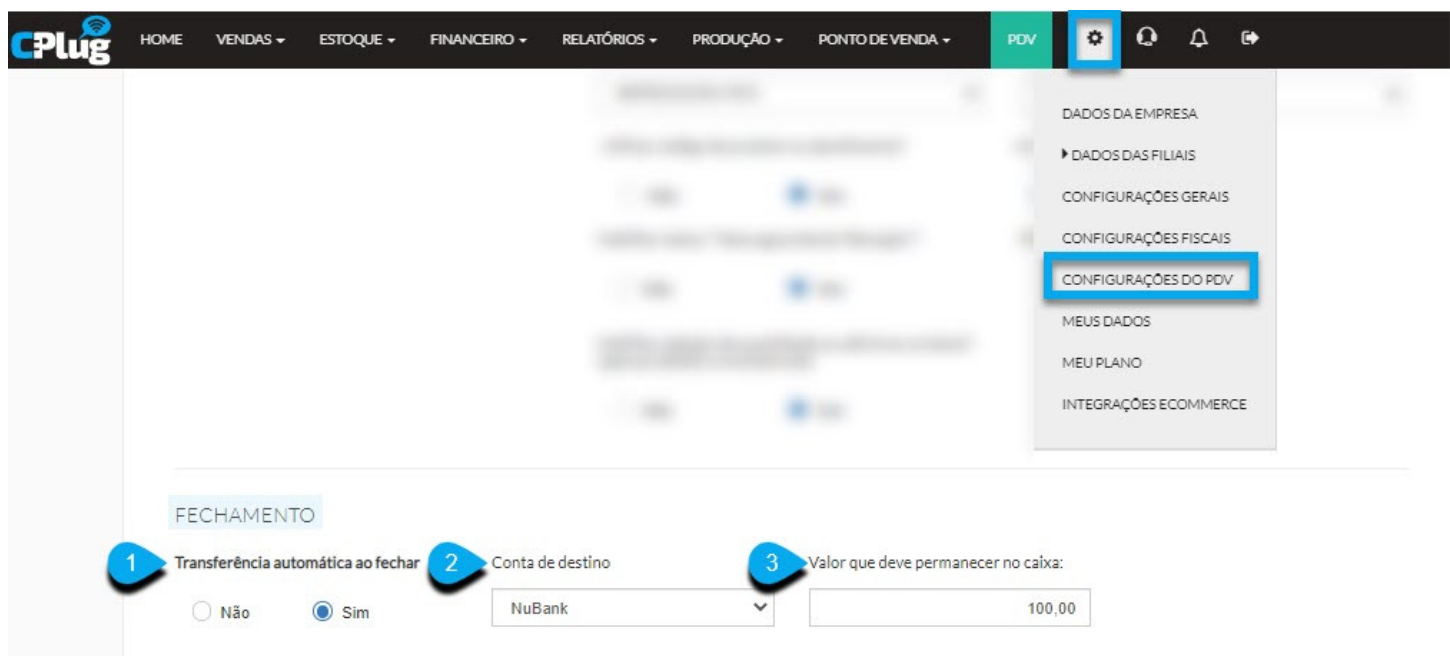 CPlug
HOME VENDAS ESTOQUE FINANCEIRO RELATÓRIOS PRODUÇÃO PONTO DE VENDA PDV
DADOS DA EMPRESA
DADOS DAS FILIAIS
CONFIGURAÇÕES GERAIS
CONFIGURAÇÕES FISCAIS
CONFIGURAÇÕES DO PDV
MEUS DADOS
MEU PLANO
INTEGRAÇÕES ECOMMERCE
FECHAMENTO
1 Transferência automática ao fechar 2 Conta de destino 3 Valor que deve permanecer no caixa:
Não Sim NuBank 100,00